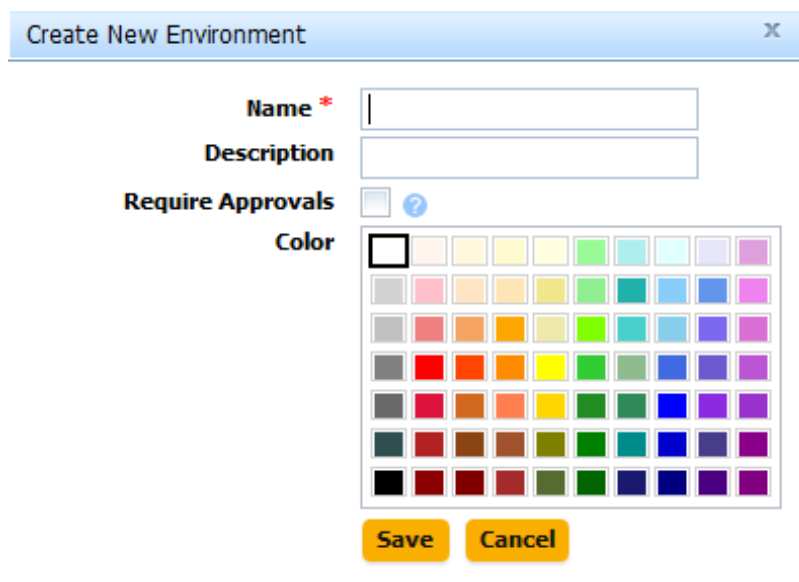 Create New Environment x
Name *
Description
Require Approvals ?
Color
Save Cancel